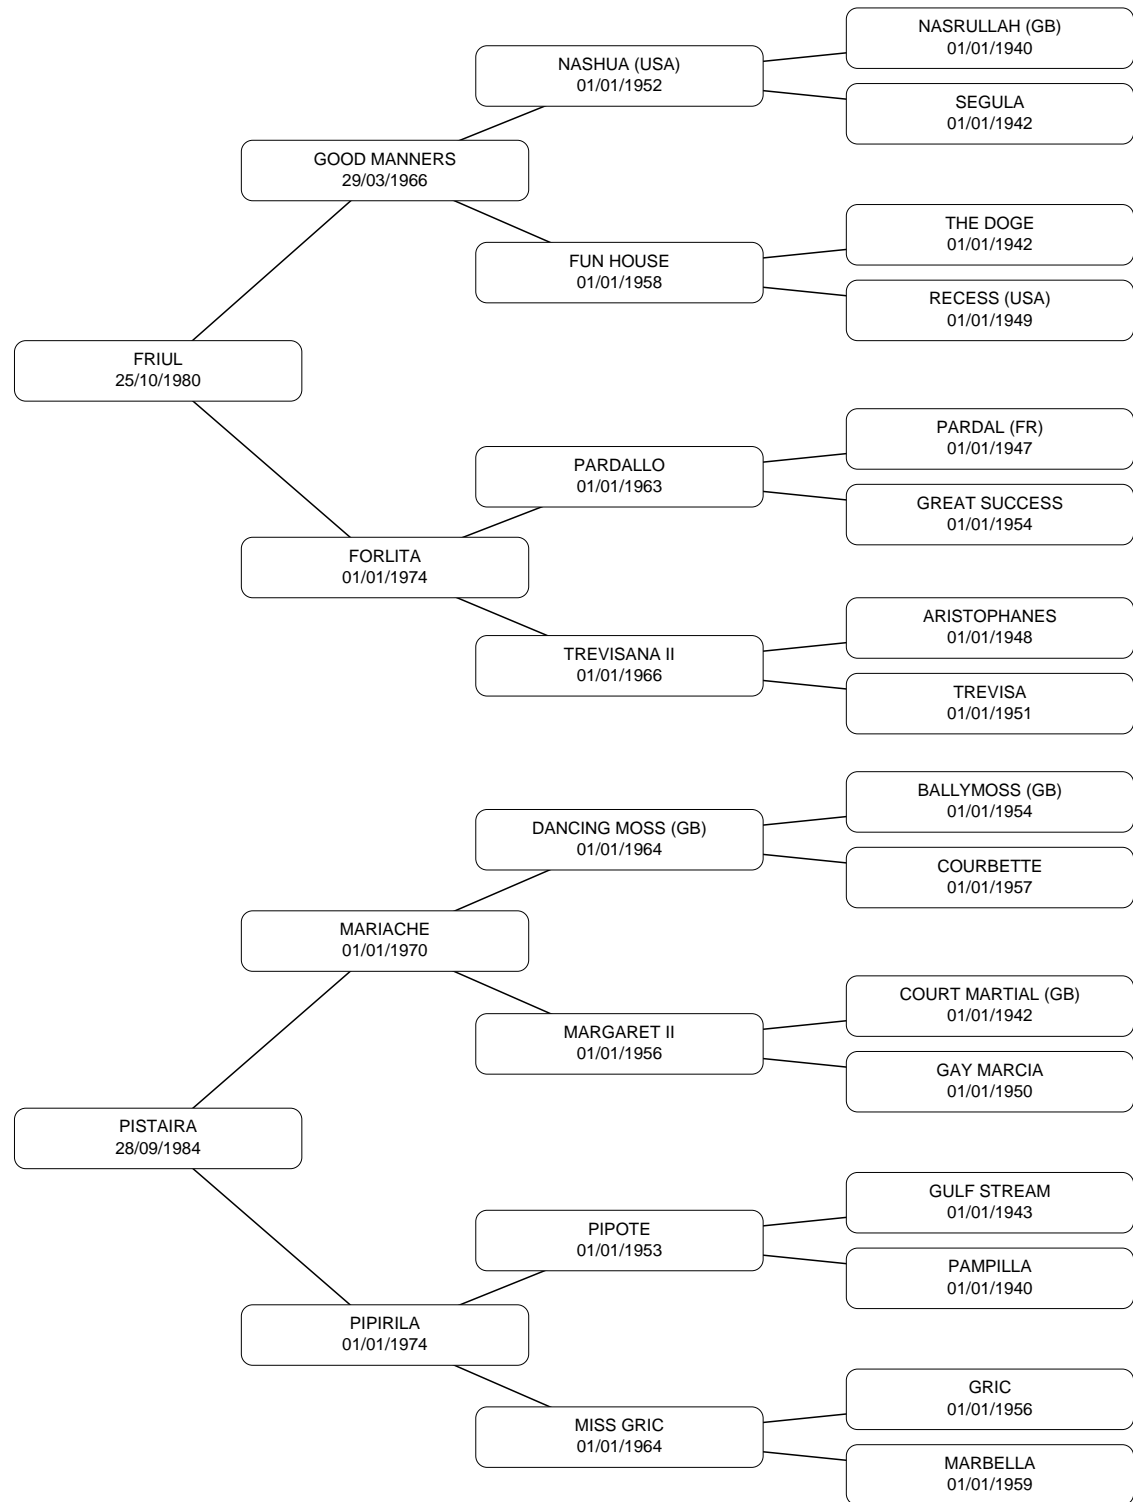 NASRULLAH (GB)
01/01/1940
NASHUA (USA)
01/01/1952
SEGULA
01/01/1942
GOOD MANNERS
29/03/1966
THE DOGE
01/01/1942
FUN HOUSE
01/01/1958
RECESS (USA)
01/01/1949
FRIUL
25/10/1980
PARDAL (FR)
01/01/1947
PARDALLO
01/01/1963
GREAT SUCCESS
01/01/1954
FORLITA
01/01/1974
ARISTOPHANES
01/01/1948
TREVISANA II
01/01/1966
TREVISA
01/01/1951
BALLYMOSS (GB)
01/01/1954
DANCING MOSS (GB)
01/01/1964
COURBETTE
01/01/1957
MARIACHE
01/01/1970
COURT MARTIAL (GB)
01/01/1942
MARGARET II
01/01/1956
GAY MARCIA
01/01/1950
PISTAIRA
28/09/1984
GULF STREAM
01/01/1943
PIPOTE
01/01/1953
PAMPILLA
01/01/1940
PIPIRILA
01/01/1974
GRIC
01/01/1956
MISS GRIC
01/01/1964
MARBELLA
01/01/1959